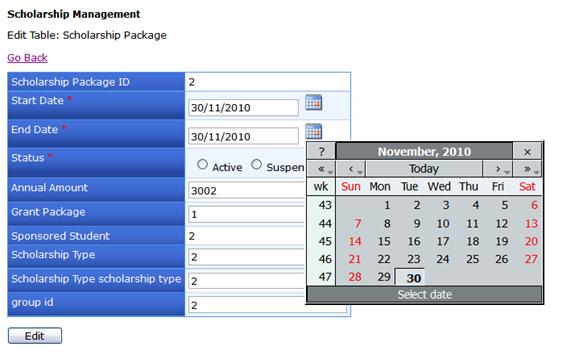 Scholarship Management
Edit Table: Scholarship Package
Go Back
Scholarship Package ID 2
Start Date * 30/11/2010
End Date * 30/11/2010
Status * Active Suspen
Annual Amount 3002
Grant Package 1
Sponsored Student 2
Scholarship Type 2
Scholarship Type scholarship type 2
group id 2
Edit
? November, 2010 ×
« ‹ Today › »
wk Sun Mon Tue Wed Thu Fri Sat
43 1 2 3 4 5 6
44 7 8 9 10 11 12 13
45 14 15 16 17 18 19 20
46 21 22 23 24 25 26 27
47 28 29 30
Select date